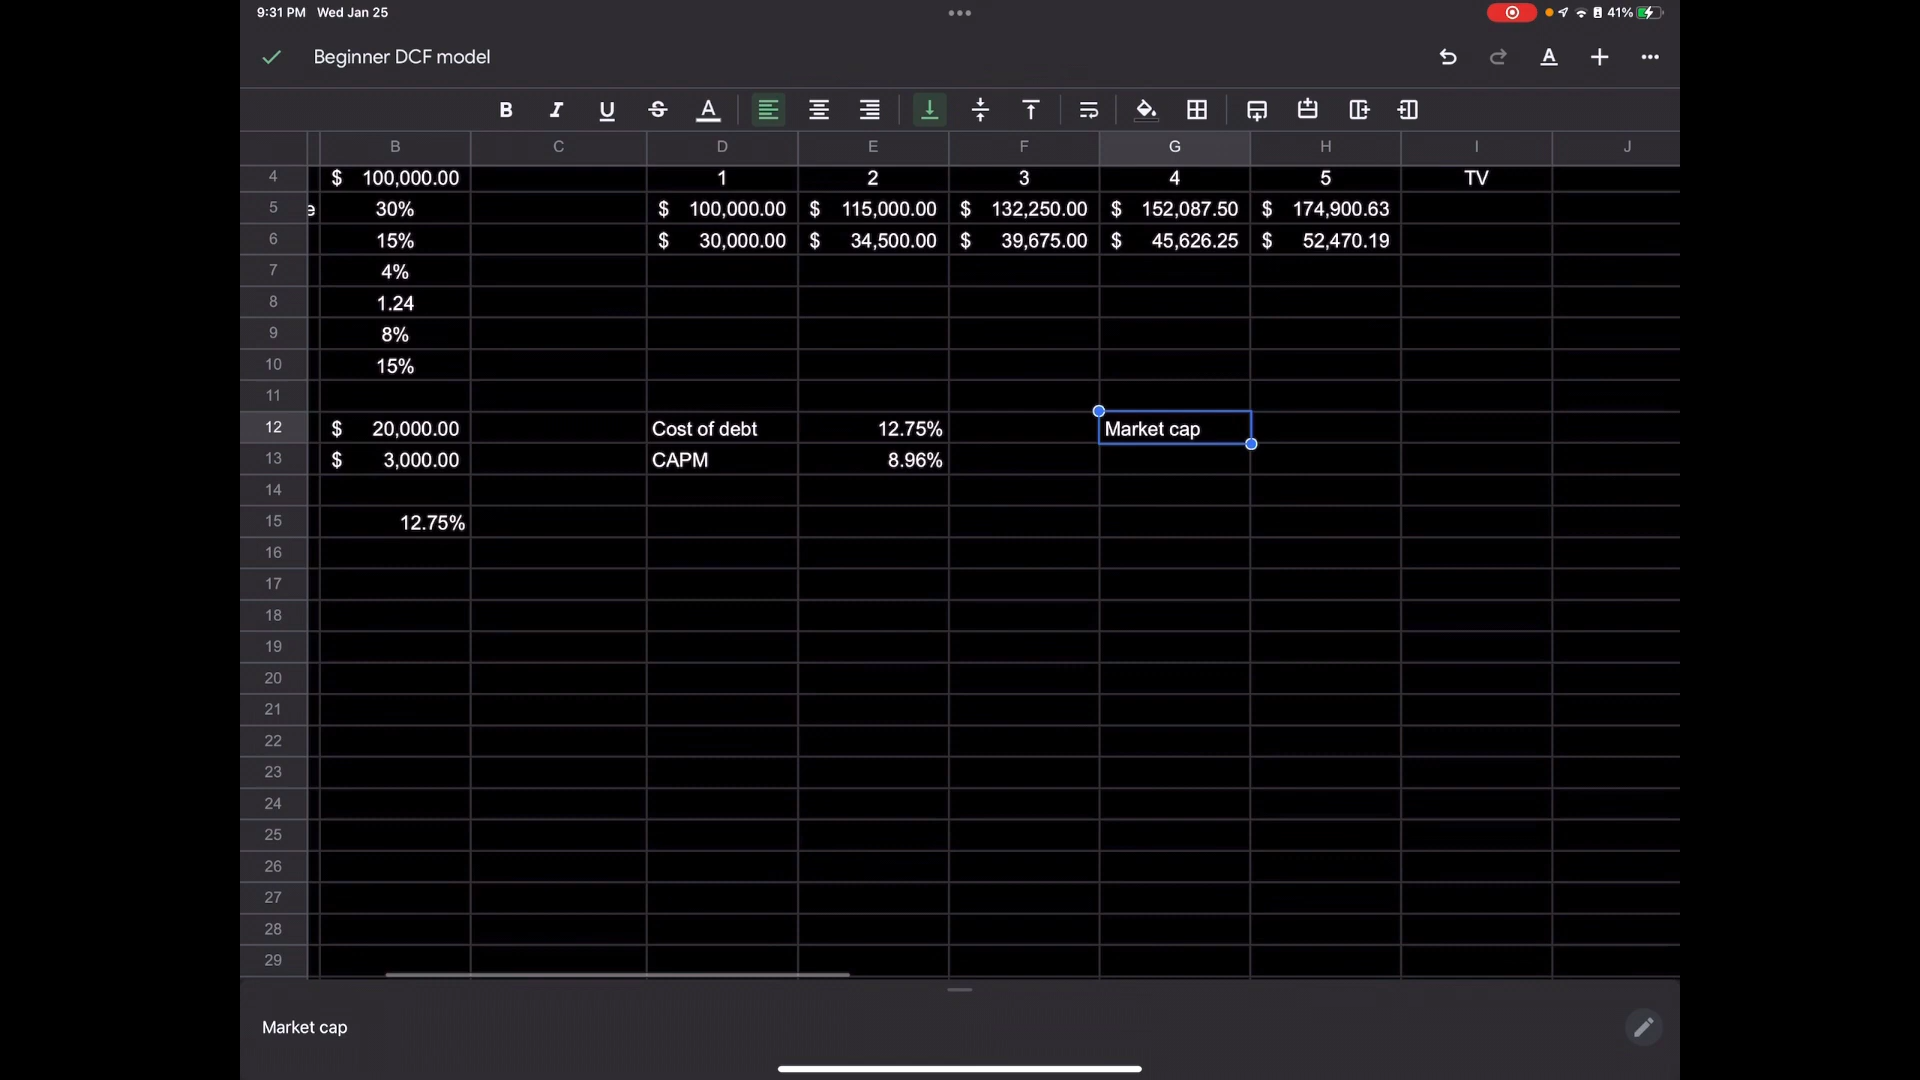 9:31 PM Wed Jan 25
41%
Beginner DCF model
B I U S A
B C D E F G H I J
4 $ 100,000.00 1 2 3 4 5 TV
5 e 30% $ 100,000.00 $ 115,000.00 $ 132,250.00 $ 152,087.50 $ 174,900.63
6 15% $ 30,000.00 $ 34,500.00 $ 39,675.00 $ 45,626.25 $ 52,470.19
7 4%
8 1.24
9 8%
10 15%
11
12 $ 20,000.00 Cost of debt 12.75% Market cap
13 $ 3,000.00 CAPM 8.96%
14
15 12.75%
16
17
18
19
20
21
22
23
24
25
26
27
28
29
Market cap